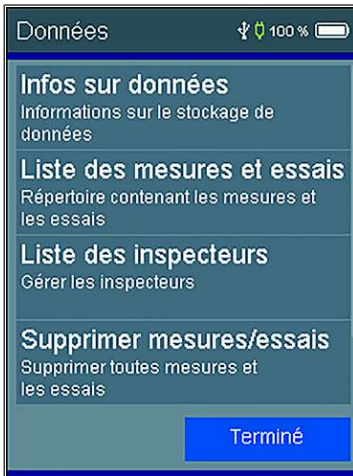 Données 100 %
Infos sur données
Informations sur le stockage de
données
Liste des mesures et essais
Répertoire contenant les mesures et
les essais
Liste des inspecteurs
Gérer les inspecteurs
Supprimer mesures/essais
Supprimer toutes mesures et
les essais
Terminé